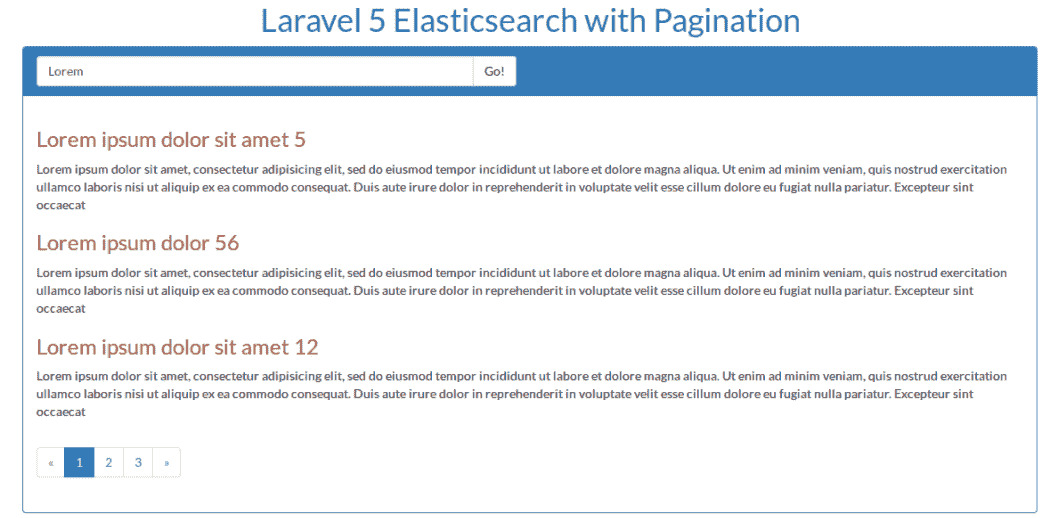 Laravel 5 Elasticsearch with Pagination
Lorem Go!
Lorem ipsum dolor sit amet 5
Lorem ipsum dolor sit amet, consectetur adipisicing elit, sed do eiusmod tempor incididunt ut labore et dolore magna aliqua. Ut enim ad minim veniam, quis nostrud exercitation
ullamco laboris nisi ut aliquip ex ea commodo consequat. Duis aute irure dolor in reprehenderit in voluptate velit esse cillum dolore eu fugiat nulla pariatur. Excepteur sint
occaecat
Lorem ipsum dolor 56
Lorem ipsum dolor sit amet, consectetur adipisicing elit, sed do eiusmod tempor incididunt ut labore et dolore magna aliqua. Ut enim ad minim veniam, quis nostrud exercitation
ullamco laboris nisi ut aliquip ex ea commodo consequat. Duis aute irure dolor in reprehenderit in voluptate velit esse cillum dolore eu fugiat nulla pariatur. Excepteur sint
occaecat
Lorem ipsum dolor sit amet 12
Lorem ipsum dolor sit amet, consectetur adipisicing elit, sed do eiusmod tempor incididunt ut labore et dolore magna aliqua. Ut enim ad minim veniam, quis nostrud exercitation
ullamco laboris nisi ut aliquip ex ea commodo consequat. Duis aute irure dolor in reprehenderit in voluptate velit esse cillum dolore eu fugiat nulla pariatur. Excepteur sint
occaecat
« 1 2 3 »